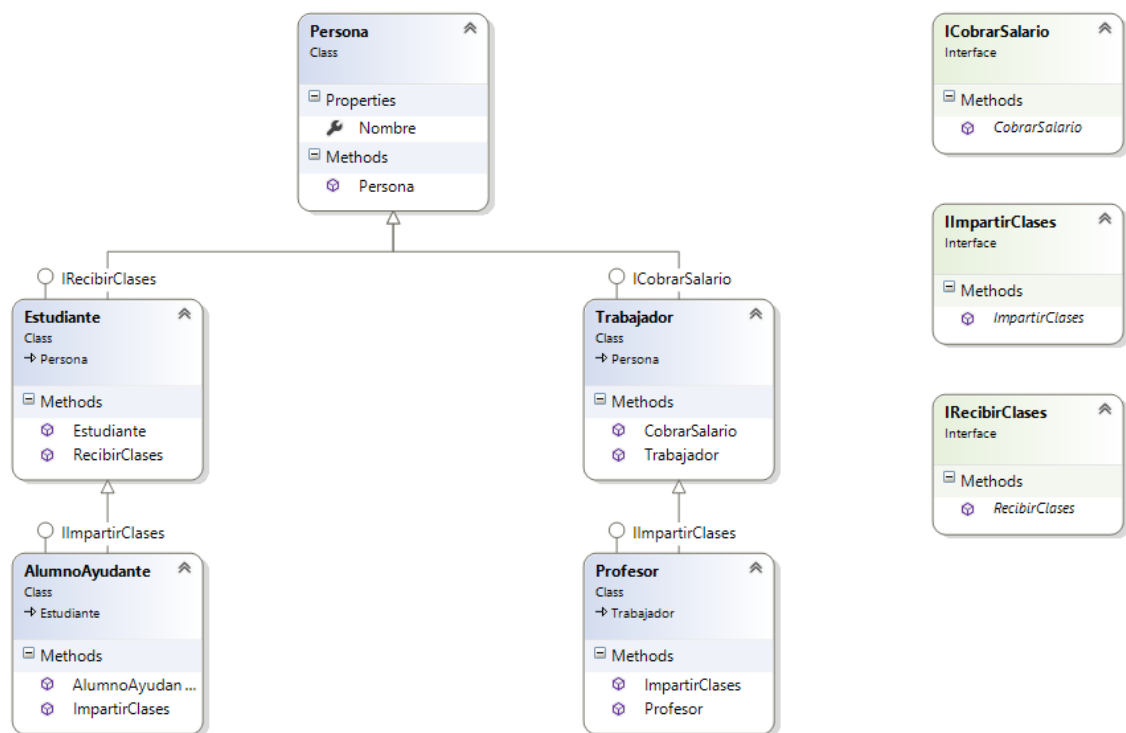 Persona
Class
Properties
Nombre
Methods
Persona
ICobrarSalario
Interface
Methods
CobrarSalario
IImpartirClases
Interface
Methods
ImpartirClases
IRecibirClases
Interface
Methods
RecibirClases
IRecibirClases
Estudiante
Class
Persona
Methods
Estudiante
RecibirClases
ICobrarSalario
Trabajador
Class
Persona
Methods
CobrarSalario
Trabajador
IImpartirClases
AlumnoAyudante
Class
Estudiante
Methods
AlumnoAyudan ...
ImpartirClases
IImpartirClases
Profesor
Class
Trabajador
Methods
ImpartirClases
Profesor